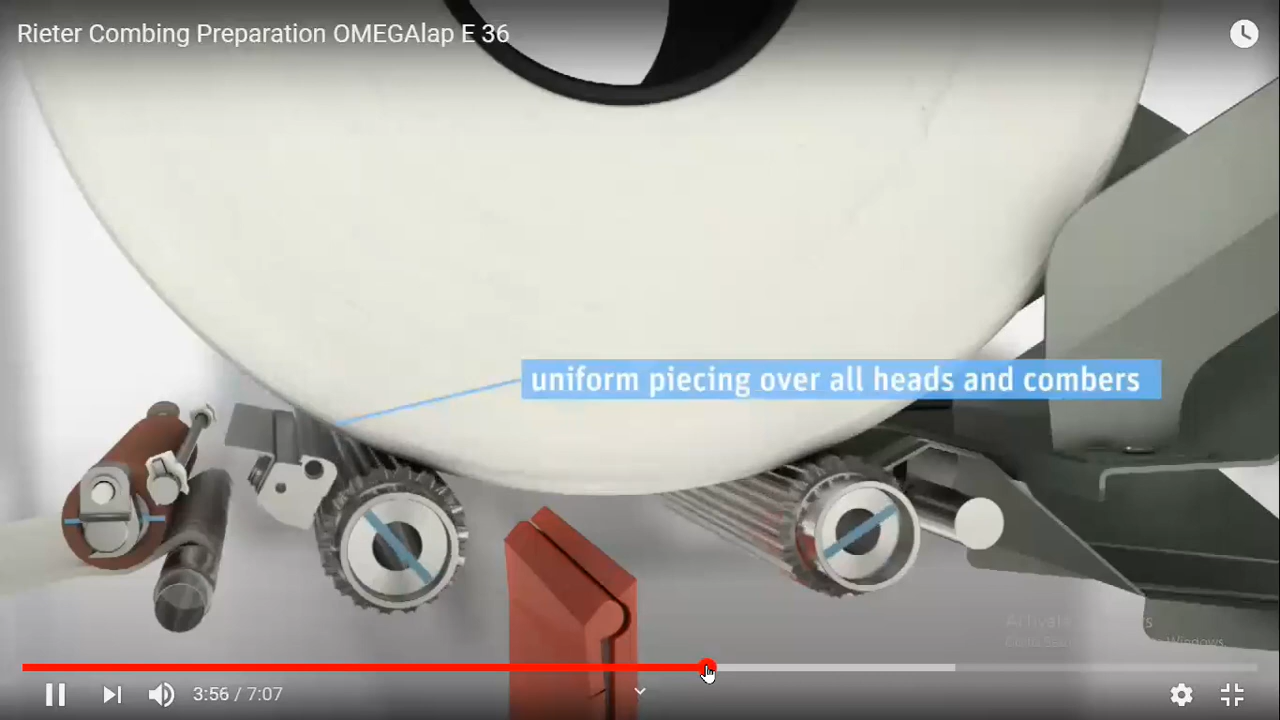 Rieter Combing Preparation OMEGAlap E 36
uniform piecing over all heads and combers
3:56 / 7:07